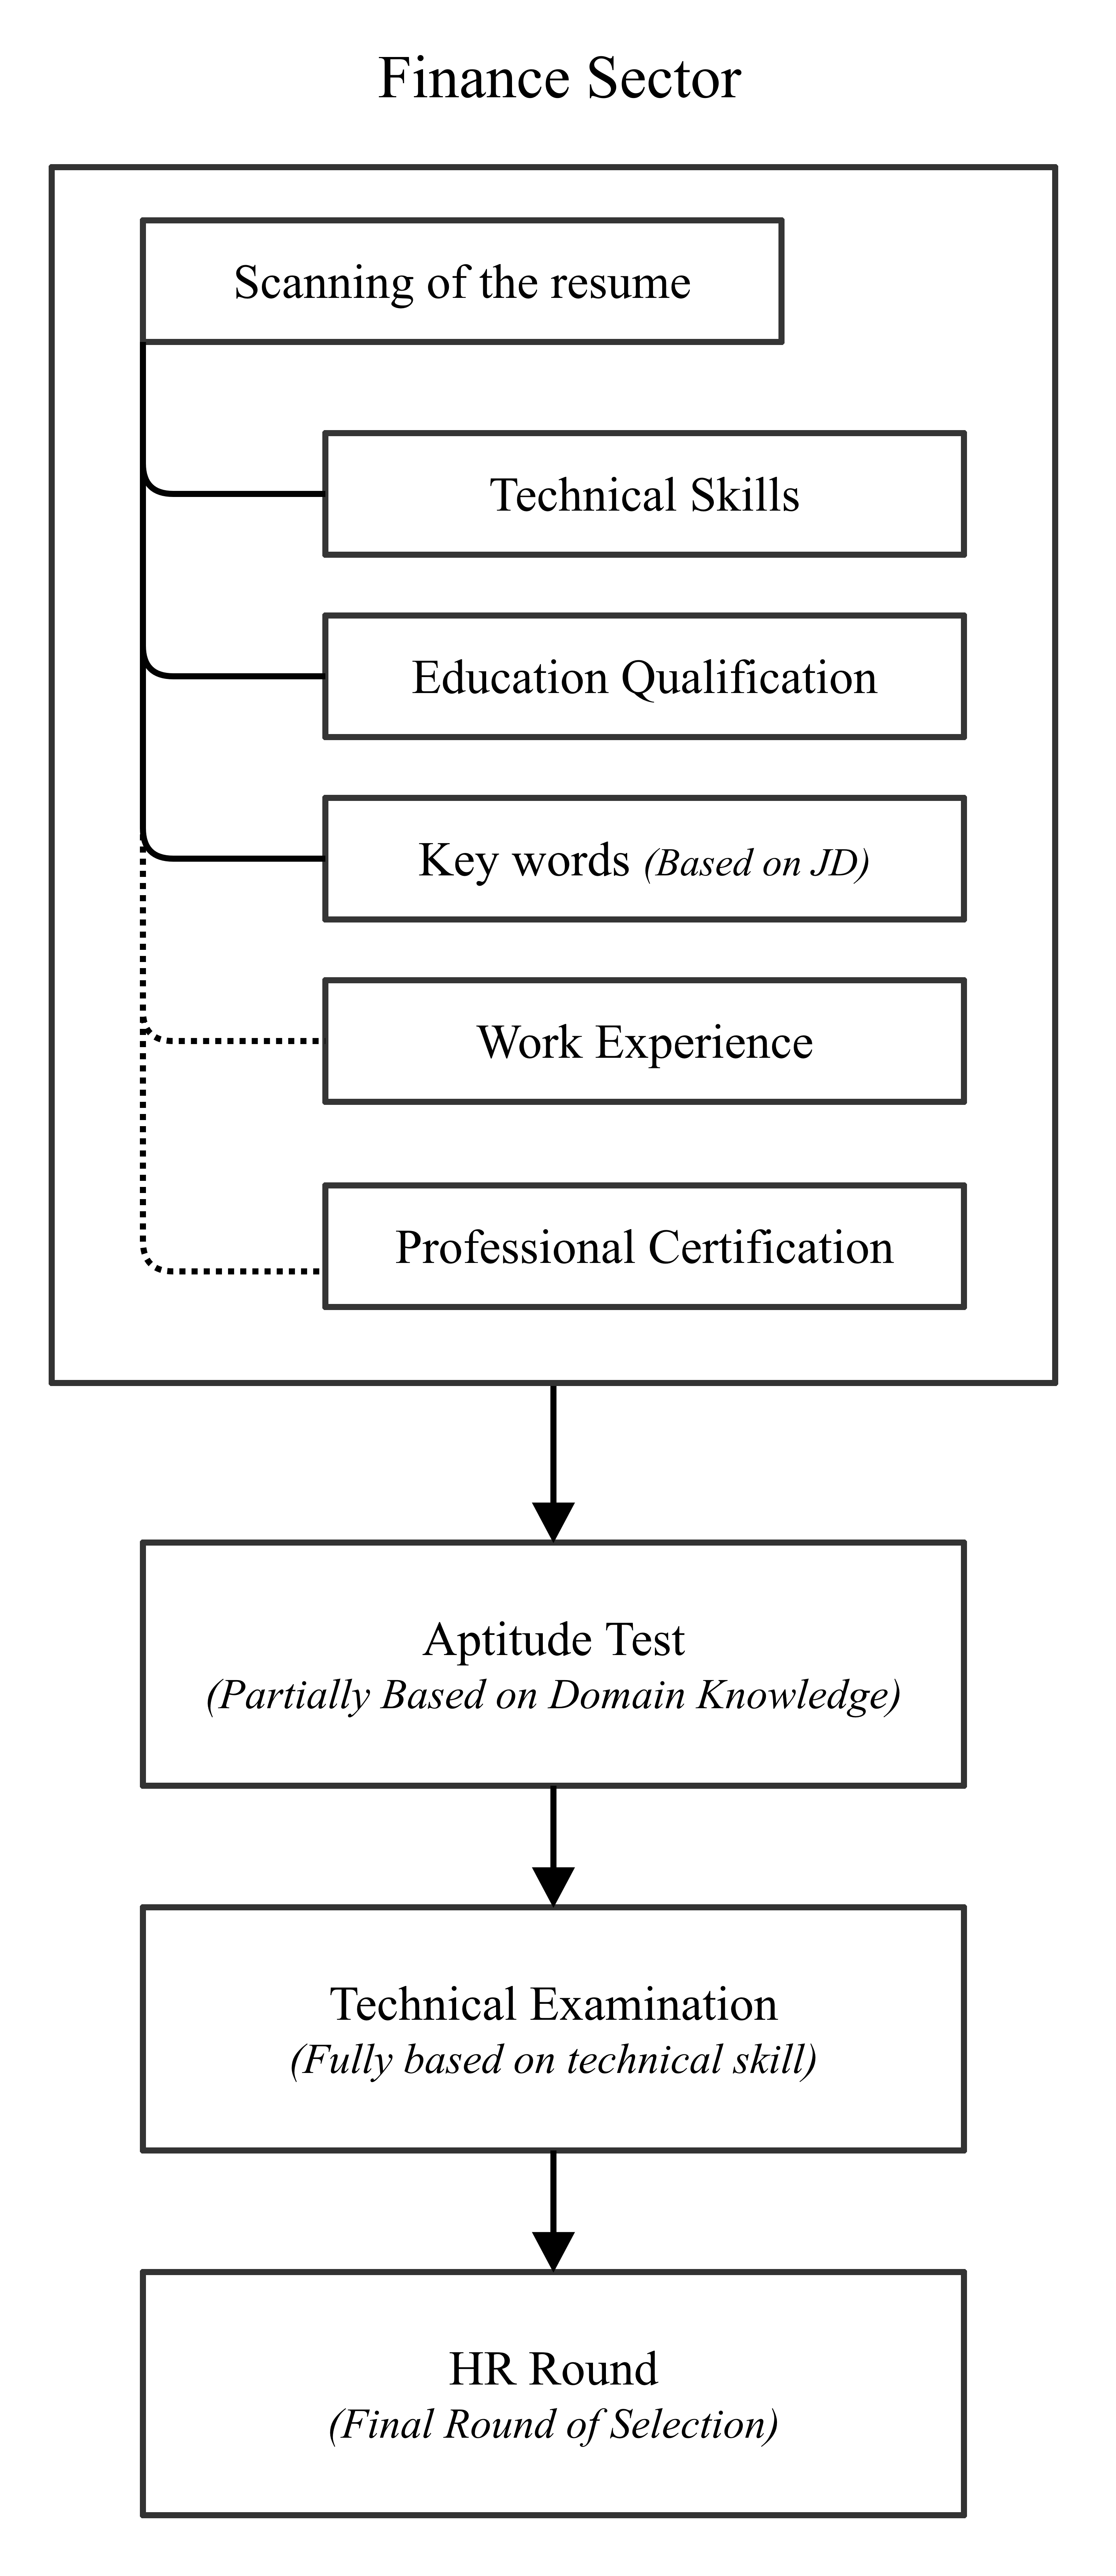 Finance Sector
Scanning of the resume
Technical Skills
Education Qualification
Key words (Based on JD)
Work Experience
Professional Certification
Aptitude Test
(Partially Based on Domain Knowledge)
Technical Examination
(Fully based on technical skill)
HR Round
(Final Round of Selection)